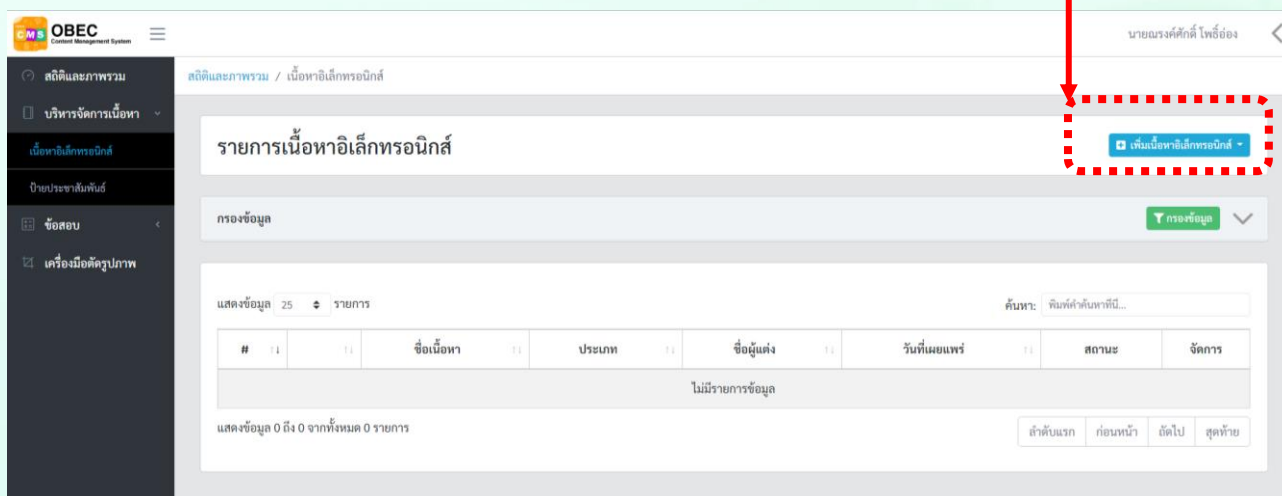 CMS OBEC
Content Management System
นายณรงค์ศักดิ์ โพธิ์อ่อง
สถิติและภาพรวม
สถิติและภาพรวม / เนื้อหาอิเล็กทรอนิกส์
บริหารจัดการเนื้อหา
เนื้อหาอิเล็กทรอนิกส์
ป้ายประชาสัมพันธ์
ข้อสอบ
เครื่องมือตัดรูปภาพ
รายการเนื้อหาอิเล็กทรอนิกส์
เพิ่มเนื้อหาอิเล็กทรอนิกส์
กรองข้อมูล
กรองข้อมูล
แสดงข้อมูล 25 รายการ
ค้นหา: พิมพ์คำค้นหาที่นี่...
# ชื่อเนื้อหา ประเภท ชื่อผู้แต่ง วันที่เผยแพร่ สถานะ จัดการ
ไม่มีรายการข้อมูล
แสดงข้อมูล 0 ถึง 0 จากทั้งหมด 0 รายการ
ลำดับแรก ก่อนหน้า ถัดไป สุดท้าย